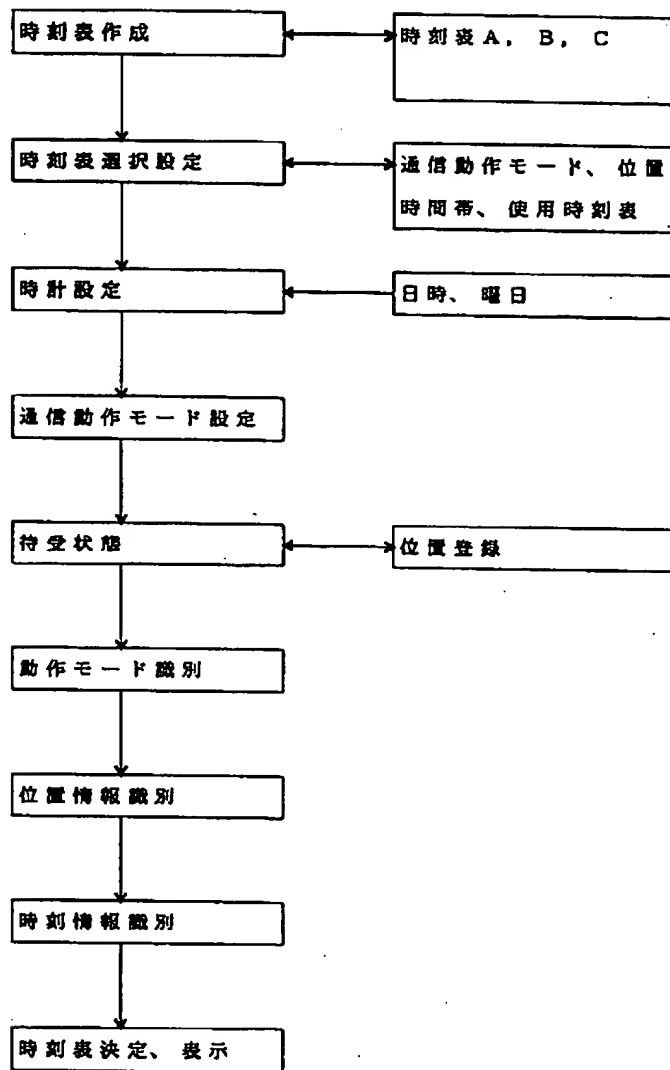 時刻表作成
時刻表A, B, C
時刻表選択設定
通信動作モード、位置
時間帯、使用時刻表
時計設定
日時、曜日
通信動作モード設定
待受状態
位置登録
動作モード識別
位置情報識別
時刻情報識別
時刻表決定、表示